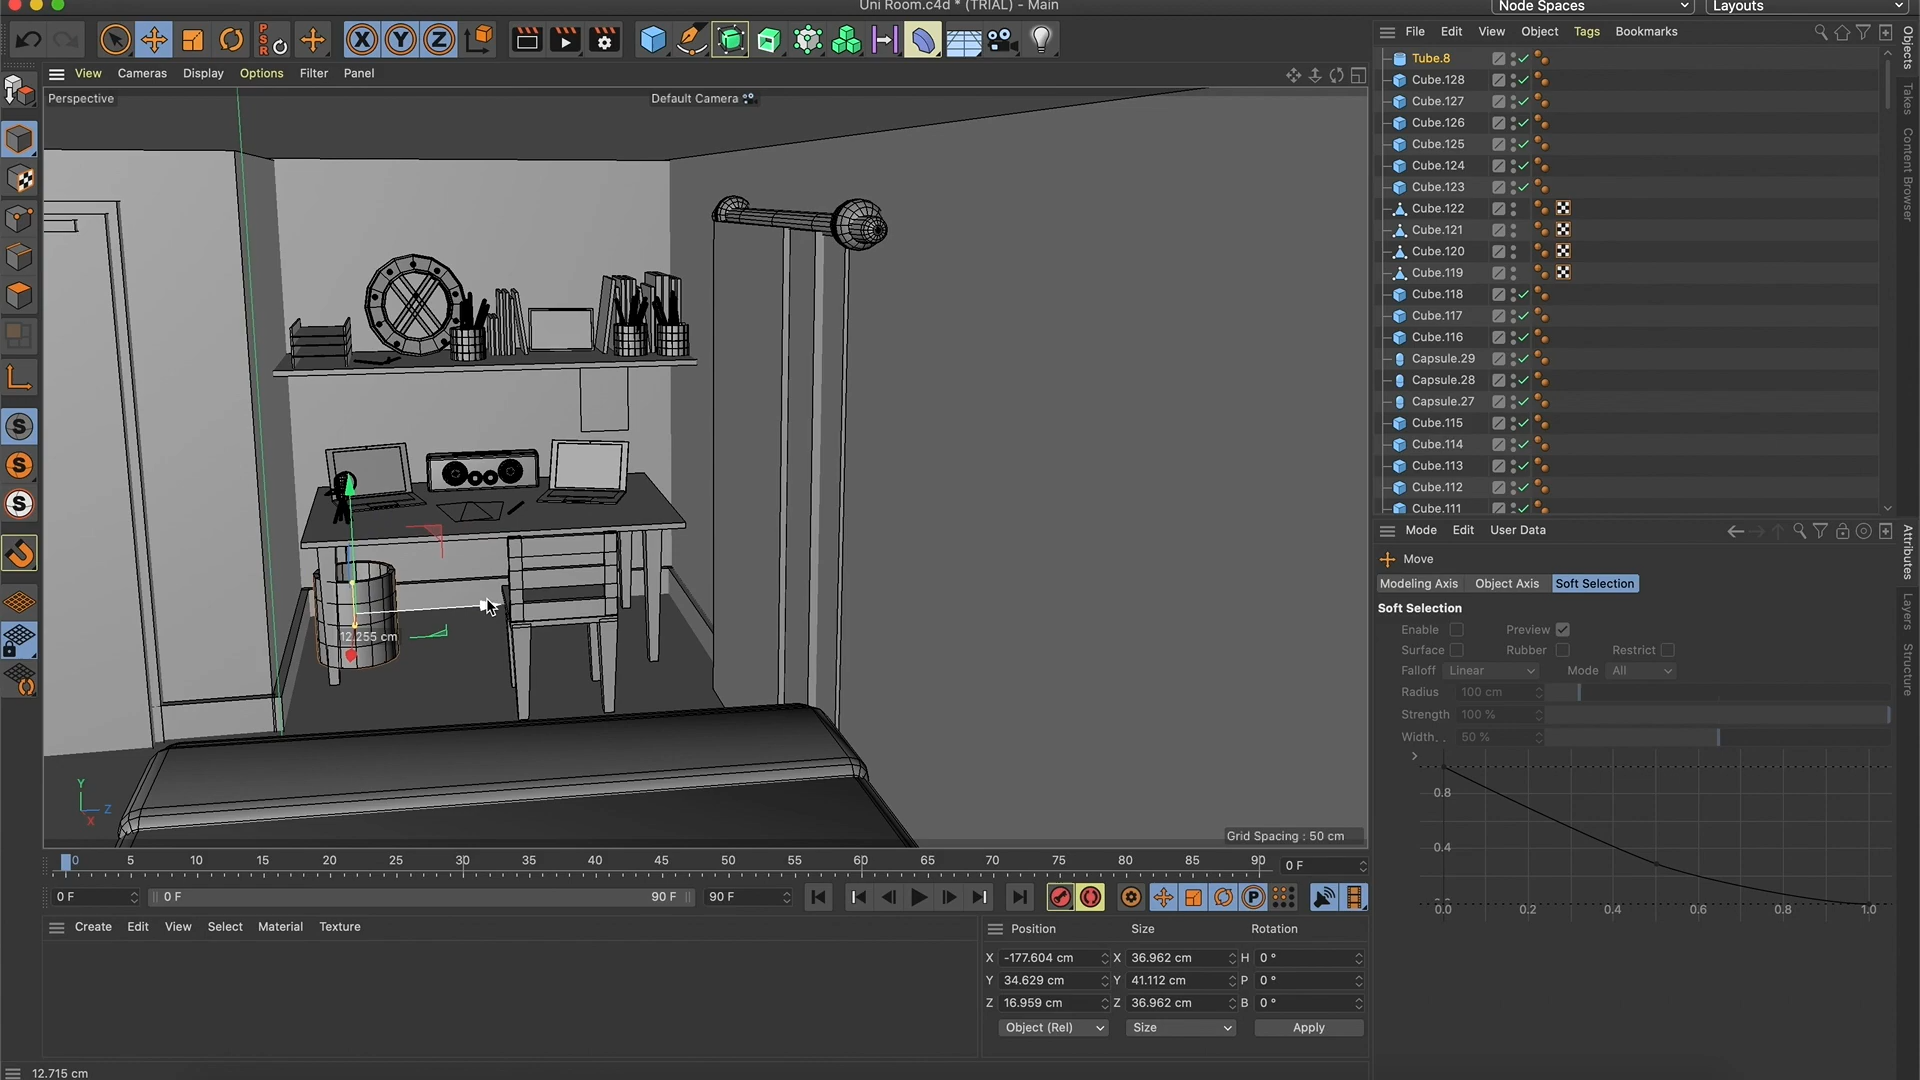 Uni Room.c4d * (TRIAL) - Main
Node Spaces
Layouts
PSR
X Y Z
File Edit View Object Tags Bookmarks
View Cameras Display Options Filter Panel
Perspective
Default Camera
Tube.8
Cube.128
Cube.127
Cube.126
Cube.125
Cube.124
Cube.123
Cube.122
Cube.121
Cube.120
Cube.119
Cube.118
Cube.117
Cube.116
Capsule.29
Capsule.28
Capsule.27
Cube.115
Cube.114
Cube.113
Cube.112
Cube.111
Objects
Takes
Content Browser
S
S
S
Mode Edit User Data
Move
Modeling Axis Object Axis Soft Selection
Soft Selection
Enable Preview
Surface Rubber Restrict
Falloff Linear Mode All
Radius 100 cm
Strength 100 %
Width. . 50 %
0.8
0.4
0.0 0.2 0.4 0.6 0.8 1.0
Attributes
Layers
Structure
12.255 cm
Y
Z
X
Grid Spacing : 50 cm
0 5 10 15 20 25 30 35 40 45 50 55 60 65 70 75 80 85 90 0 F
0 F 0 F 90 F 90 F
P
Create Edit View Select Material Texture
Position Size Rotation
X -177.604 cm X 36.962 cm H 0 °
Y 34.629 cm Y 41.112 cm P 0 °
Z 16.959 cm Z 36.962 cm B 0 °
Object (Rel) Size Apply
12.715 cm